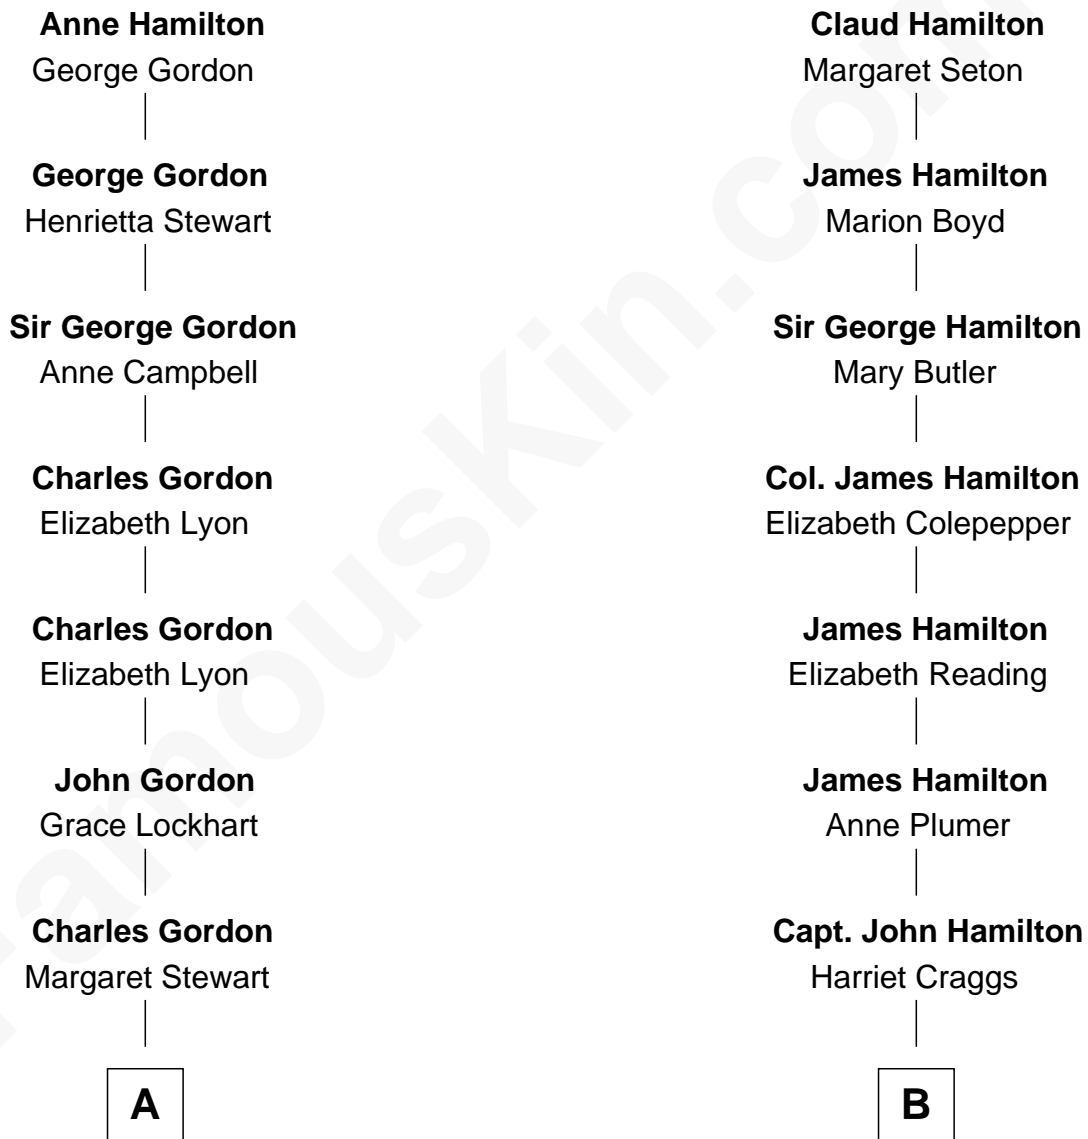 Anne Hamilton
George Gordon
George Gordon
Henrietta Stewart
Sir George Gordon
Anne Campbell
Charles Gordon
Elizabeth Lyon
Charles Gordon
Elizabeth Lyon
John Gordon
Grace Lockhart
Charles Gordon
Margaret Stewart
A
Claud Hamilton
Margaret Seton
James Hamilton
Marion Boyd
Sir George Hamilton
Mary Butler
Col. James Hamilton
Elizabeth Colepepper
James Hamilton
Elizabeth Reading
James Hamilton
Anne Plumer
Capt. John Hamilton
Harriet Craggs
B
FamousKin.com